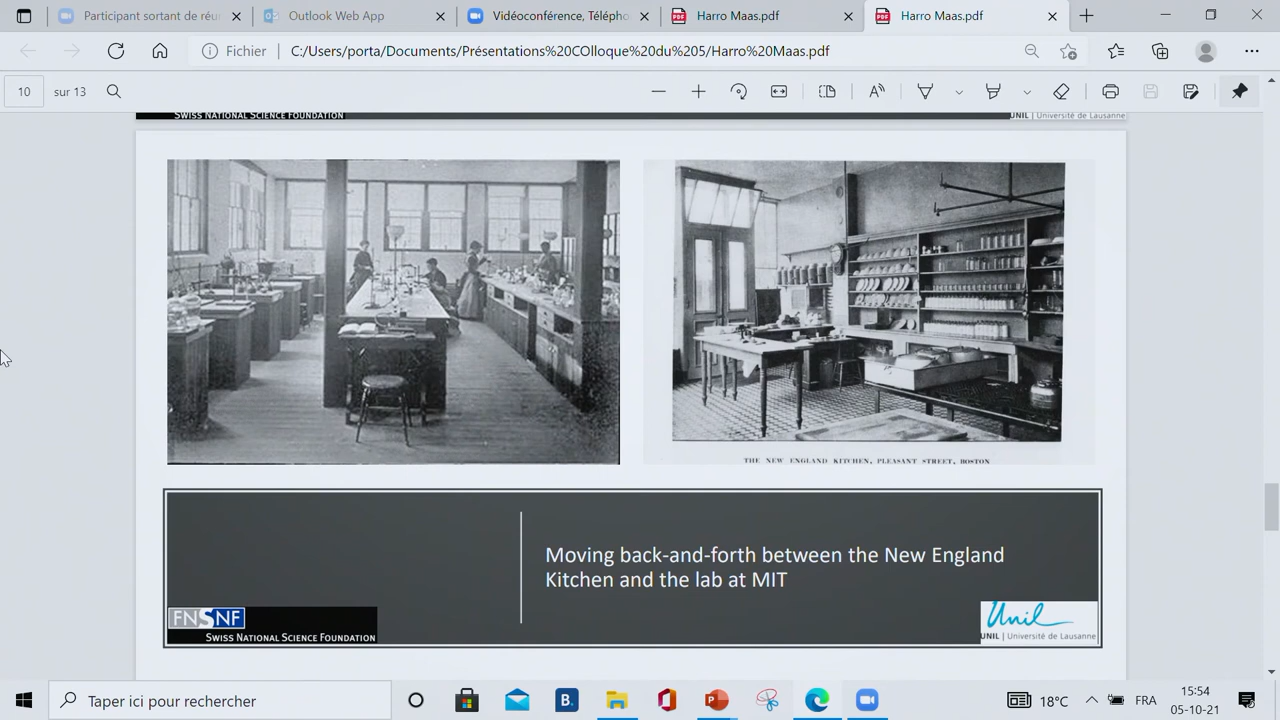 Participant sortant de réu
Outlook Web App
Vidéoconférence, Télépho
Harro Maas.pdf
Harro Maas.pdf
Fichier
C:/Users/porta/Documents/Présentations%20COlloque%20du%205/Harro%20Maas.pdf
10
sur 13
SWISS NATIONAL SCIENCE FOUNDATION
UNIL | Université de Lausanne
THE NEW ENGLAND KITCHEN, PLEASANT STREET, BOSTON
Moving back-and-forth between the New England
Kitchen and the lab at MIT
FNSNF
SWISS NATIONAL SCIENCE FOUNDATION
Unil
UNIL | Université de Lausanne
Taper ici pour rechercher
B.
18°C
FRA
15:54
05-10-21